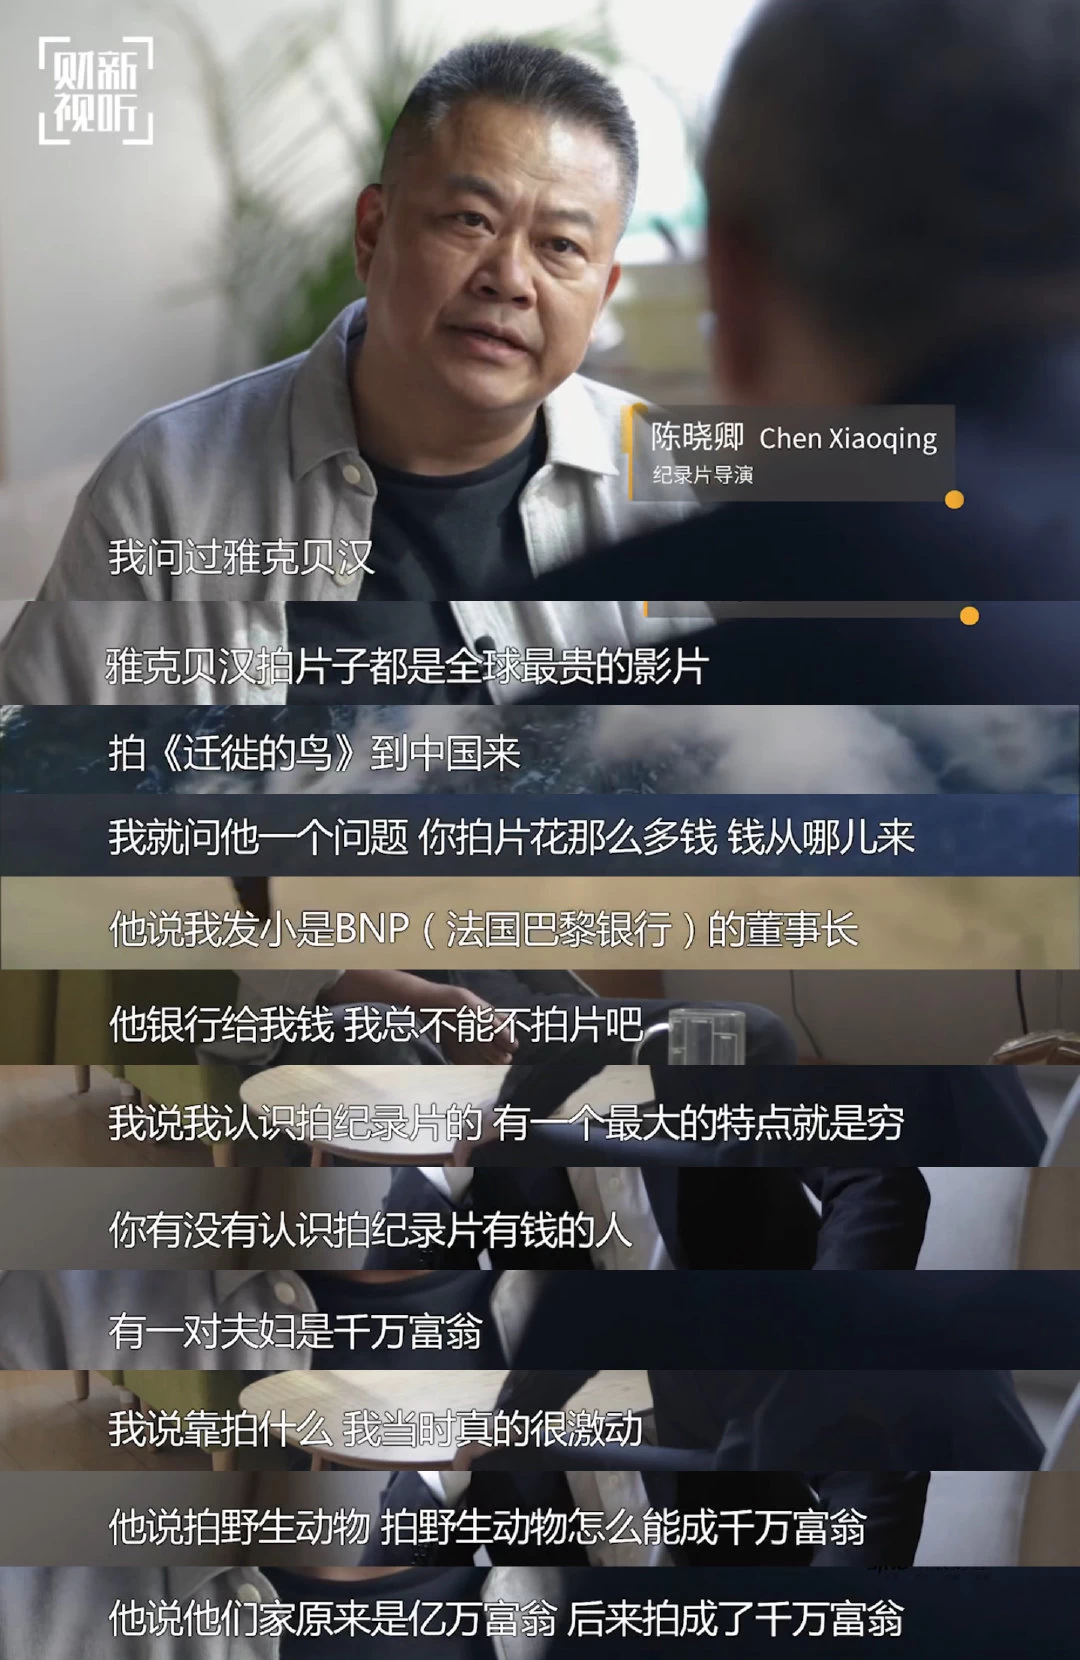 财新
视听
陈晓卿 Chen Xiaoqing
纪录片导演
我问过雅克贝汉
雅克贝汉拍片子都是全球最贵的影片
拍《迁徙的鸟》到中国来
我就问他一个问题 你拍片花那么多钱 钱从哪儿来
他说我发小是BNP（法国巴黎银行）的董事长
他银行给我钱 我总不能不拍片吧
我说我认识拍纪录片的 有一个最大的特点就是穷
你有没有认识拍纪录片有钱的人
有一对夫妇是千万富翁
我说靠拍什么 我当时真的很激动
他说拍野生动物 拍野生动物怎么能成千万富翁
他说他们家原来是亿万富翁 后来拍成了千万富翁